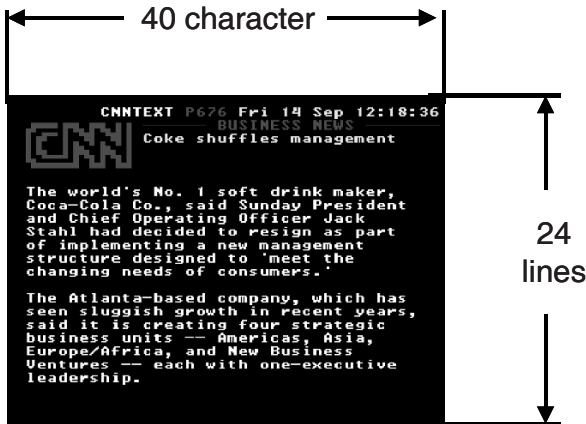 40 character
CNNTEXT P676 Fri 14 Sep 12:18:36
BUSINESS NEWS
CNN
Coke shuffles management
The world's No. 1 soft drink maker,
Coca-Cola Co., said Sunday President
and Chief Operating Officer Jack
Stahl had decided to resign as part
of implementing a new management
structure designed to 'meet the
changing needs of consumers.'
The Atlanta-based company, which has
seen sluggish growth in recent years,
said it is creating four strategic
business units -- Americas, Asia,
Europe/Africa, and New Business
Ventures -- each with one-executive
leadership.
24
lines